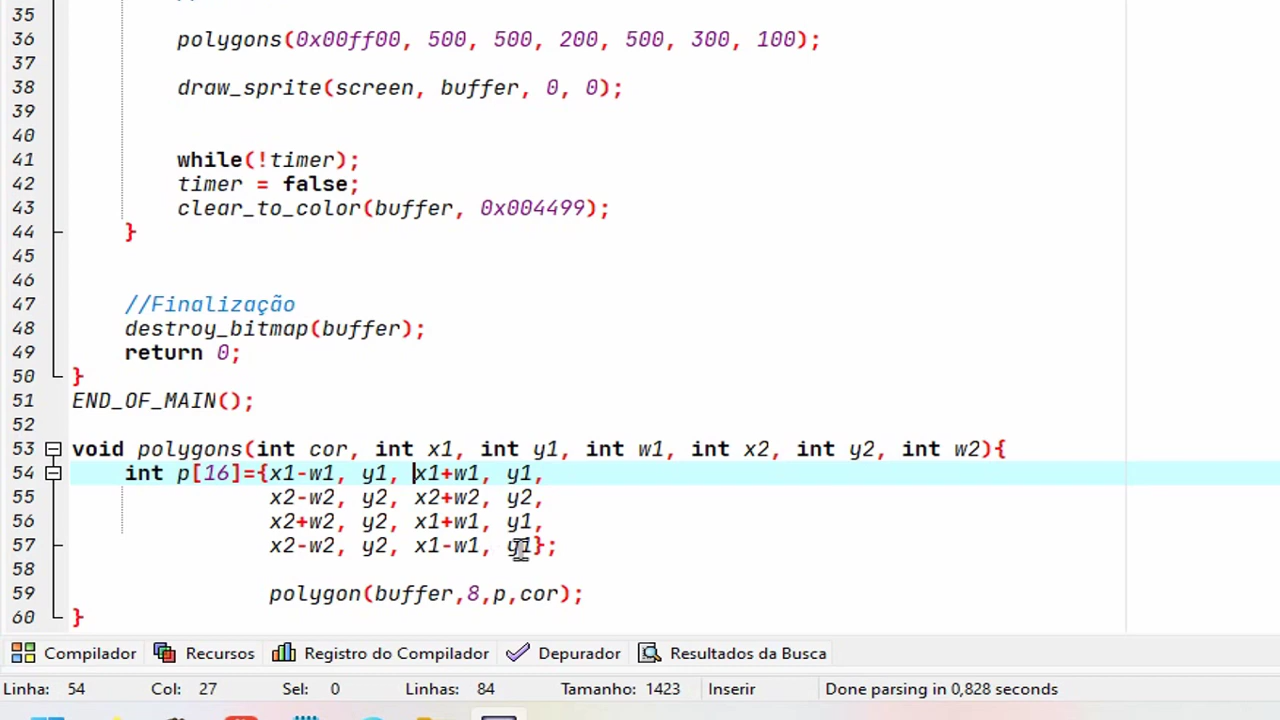 35
36 polygons(0x00ff00, 500, 500, 200, 500, 300, 100);
37
38 draw_sprite(screen, buffer, 0, 0);
39
40
41 while(!timer);
42 timer = false;
43 clear_to_color(buffer, 0x004499);
44 }
45
46
47 //Finalização
48 destroy_bitmap(buffer);
49 return 0;
50 }
51 END_OF_MAIN();
52
53 void polygons(int cor, int x1, int y1, int w1, int x2, int y2, int w2){
54 int p[16]={x1-w1, y1, x1+w1, y1,
55 x2-w2, y2, x2+w2, y2,
56 x2+w2, y2, x1+w1, y1,
57 x2-w2, y2, x1-w1, y1};
58
59 polygon(buffer,8,p,cor);
60 }
Compilador Recursos Registro do Compilador Depurador Resultados da Busca
Linha: 54 Col: 27 Sel: 0 Linhas: 84 Tamanho: 1423 Inserir Done parsing in 0,828 seconds